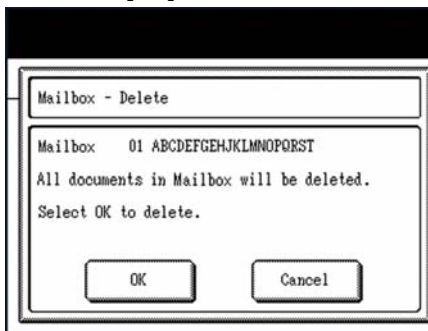 Mailbox - Delete
Mailbox 01 ABCDEFGEHJKLMNOPQRST
All documents in Mailbox will be deleted.
Select OK to delete.
OK Cancel